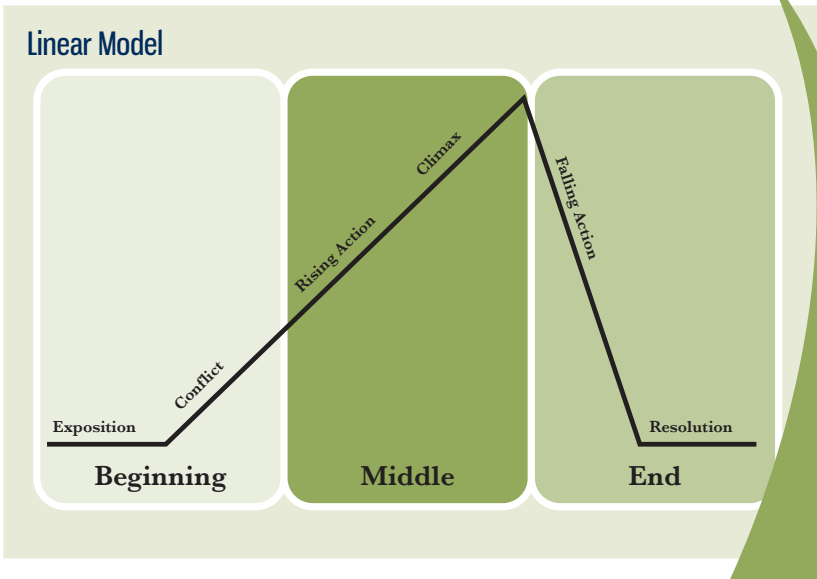 Linear Model
Exposition
Conflict
Rising Action
Climax
Falling Action
Resolution
Beginning
Middle
End